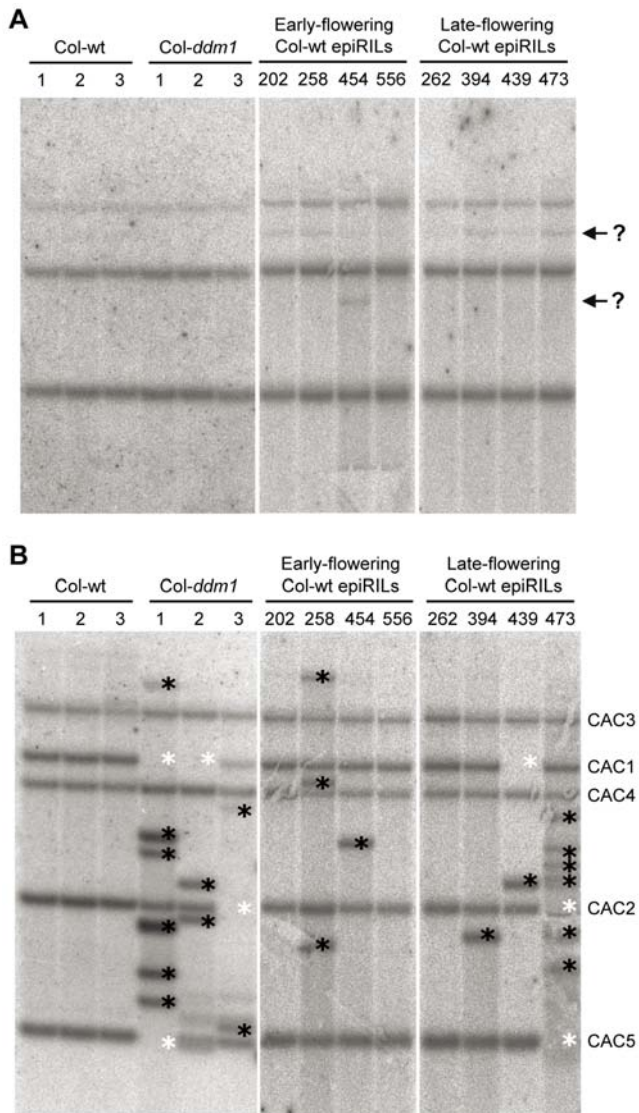 A
Col-wt Col-ddm1 Early-flowering Col-wt epiRILs Late-flowering Col-wt epiRILs
1 2 3 1 2 3 202 258 454 556 262 394 439 473
?
?
B
Col-wt Col-ddm1 Early-flowering Col-wt epiRILs Late-flowering Col-wt epiRILs
1 2 3 1 2 3 202 258 454 556 262 394 439 473
CAC3
CAC1
CAC4
CAC2
CAC5